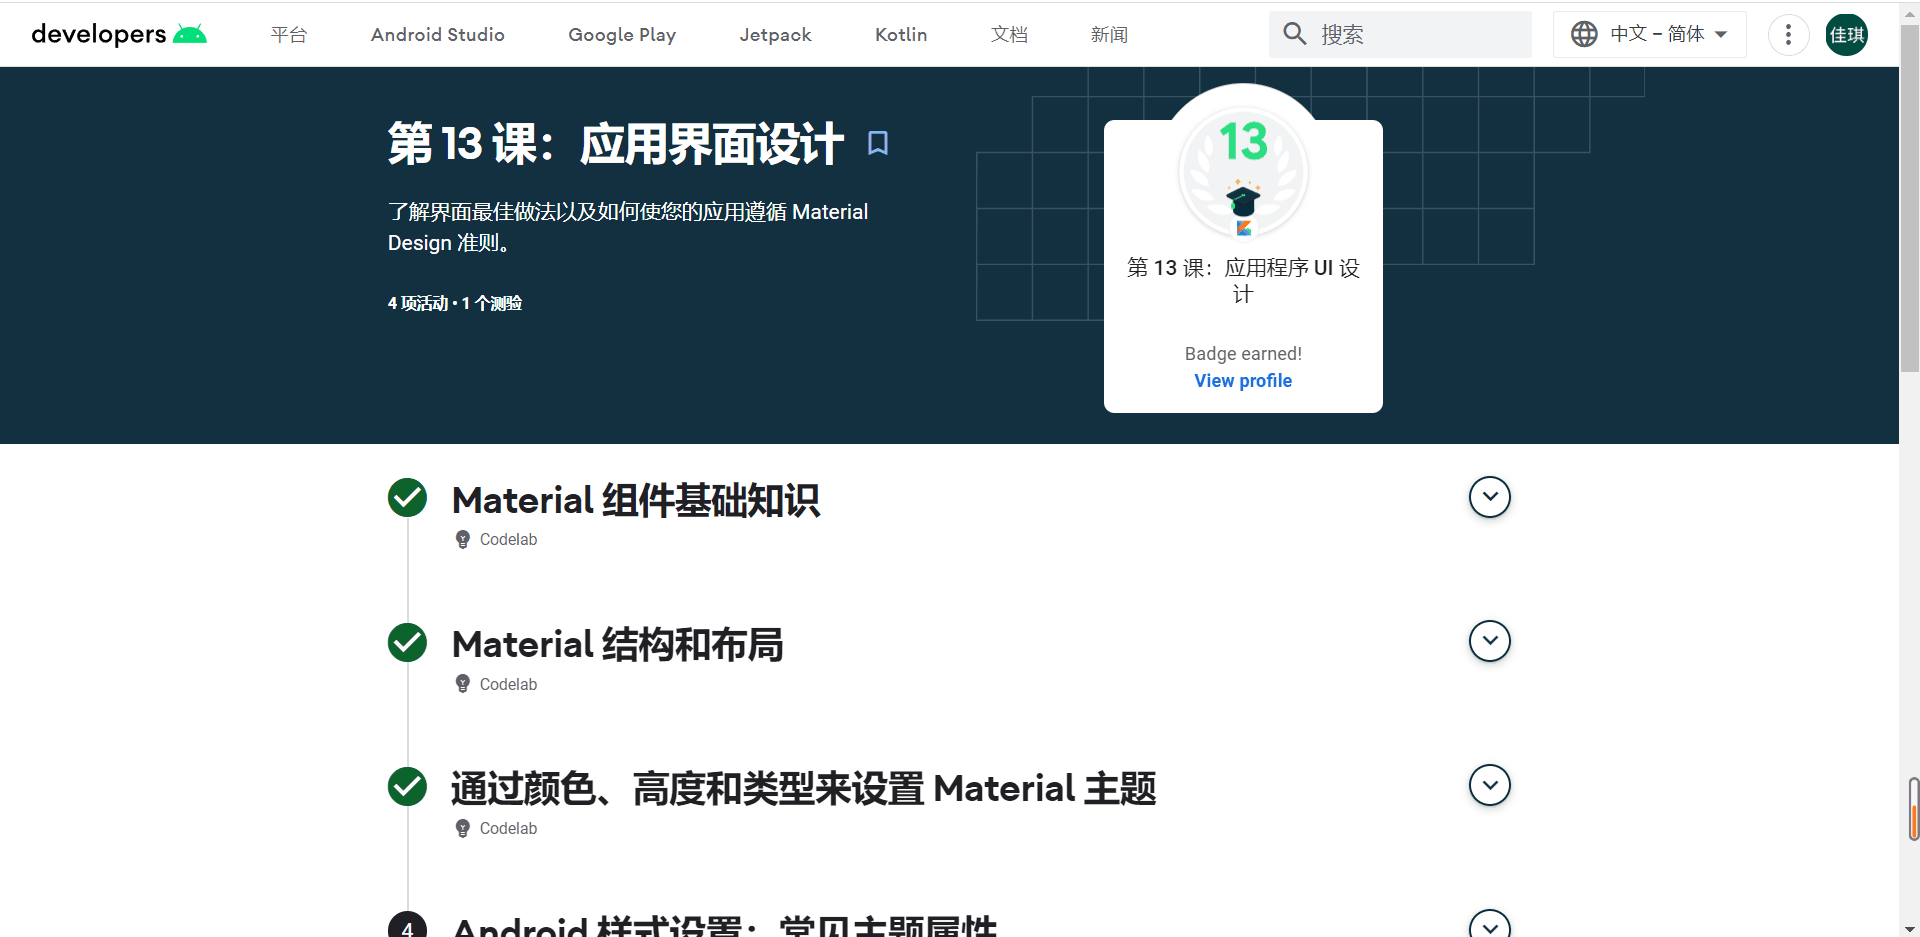 developers
平台
Android Studio
Google Play
Jetpack
Kotlin
文档
新闻
搜索
中文 – 简体
佳琪
第 13 课：应用界面设计
了解界面最佳做法以及如何使您的应用遵循 Material
Design 准则。
4 项活动 • 1 个测验
13
第 13 课：应用程序 UI 设
计
Badge earned!
View profile
Material 组件基础知识
Codelab
Material 结构和布局
Codelab
通过颜色、高度和类型来设置 Material 主题
Codelab
4
Android 样式设置：常见主题属性